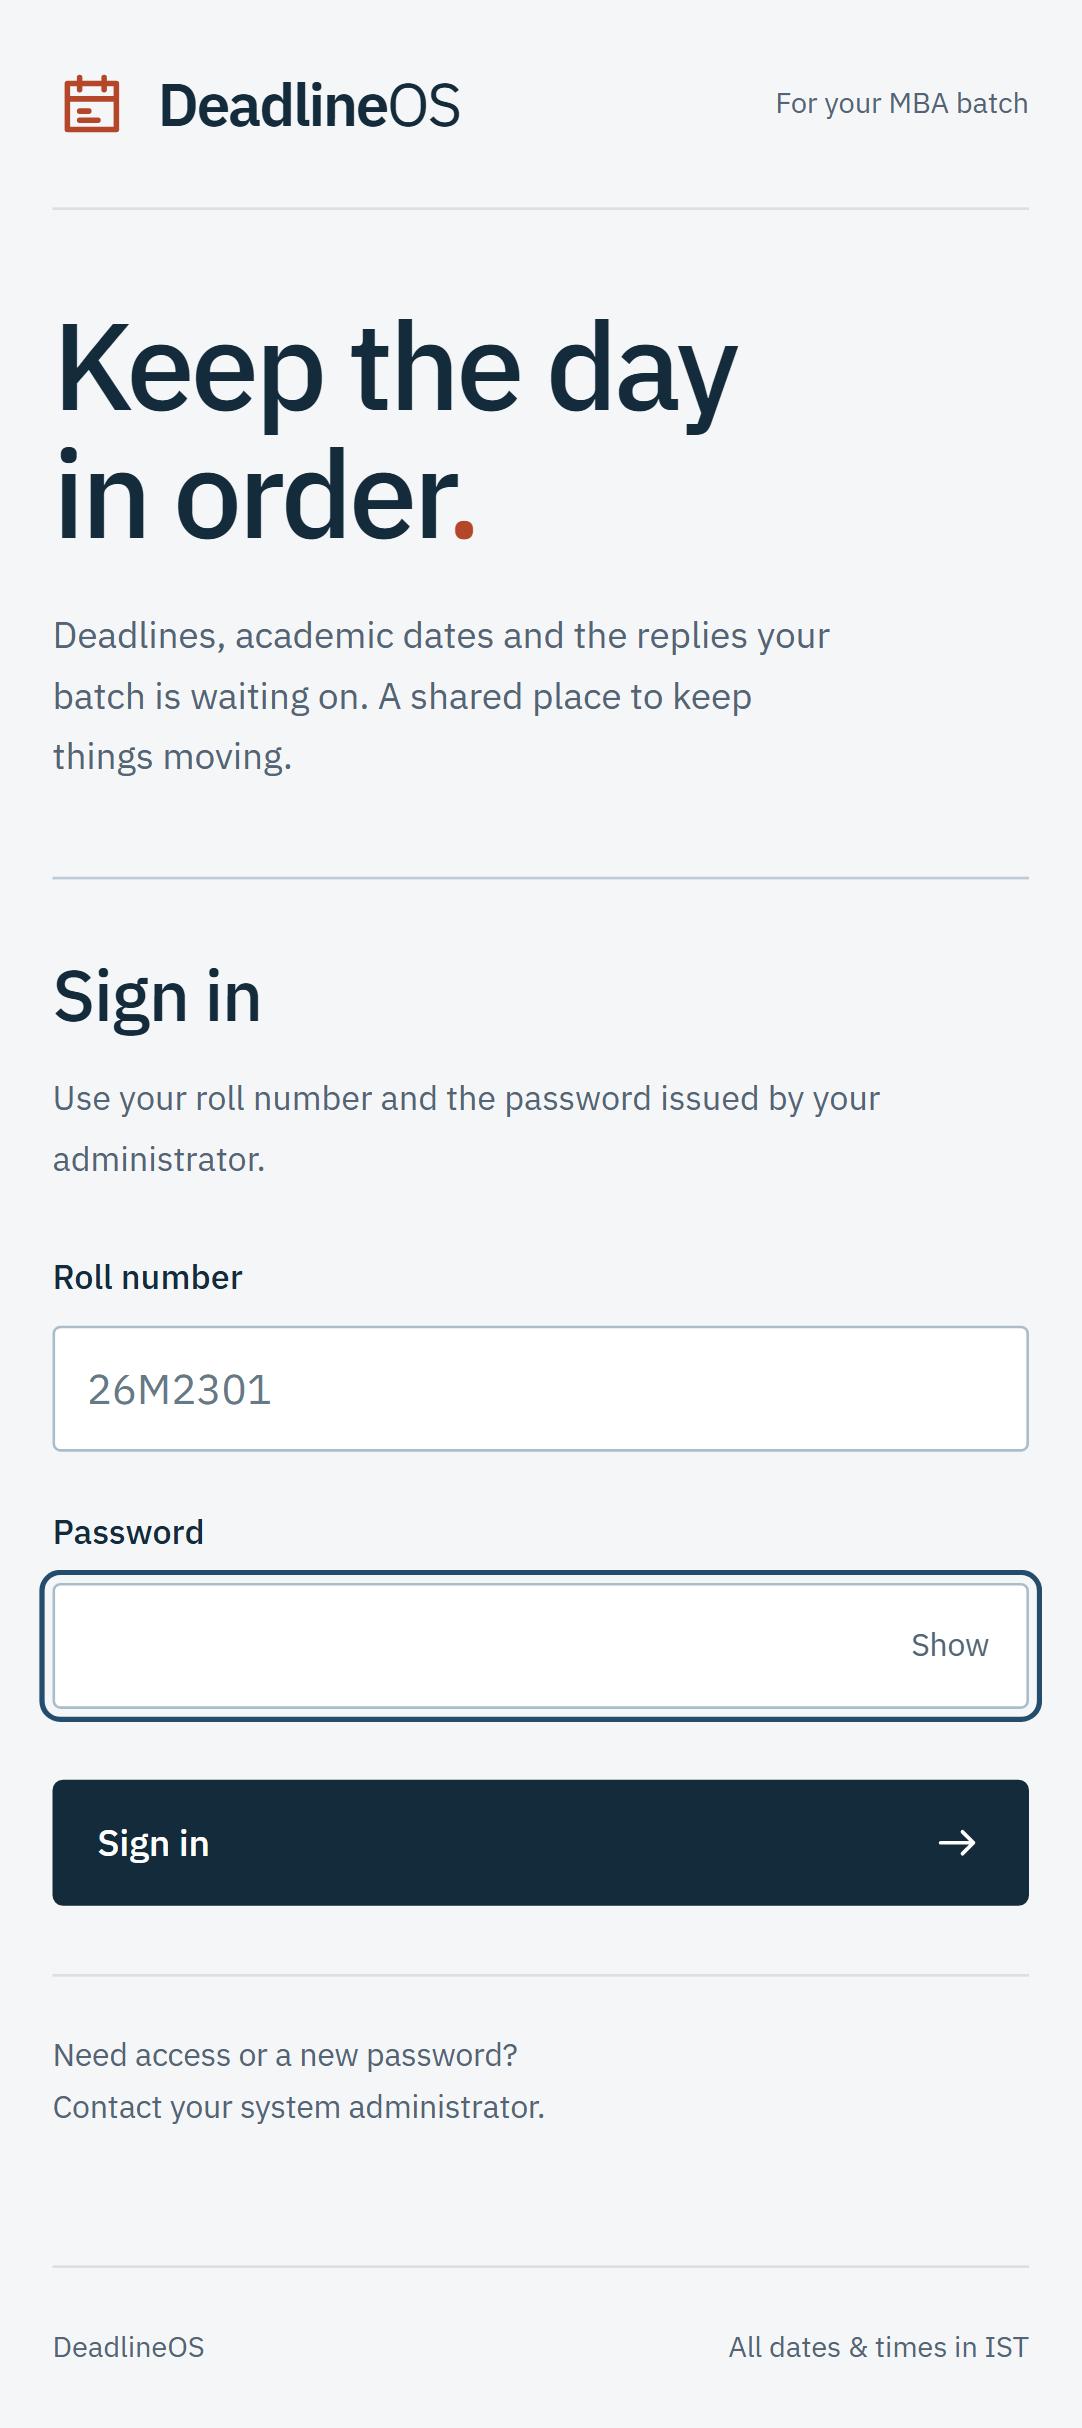 DeadlineOS
For your MBA batch
Keep the day
in order.
Deadlines, academic dates and the replies your
batch is waiting on. A shared place to keep
things moving.
Sign in
Use your roll number and the password issued by your
administrator.
Roll number
26M2301
Password
Show
Sign in
Need access or a new password?
Contact your system administrator.
DeadlineOS
All dates & times in IST